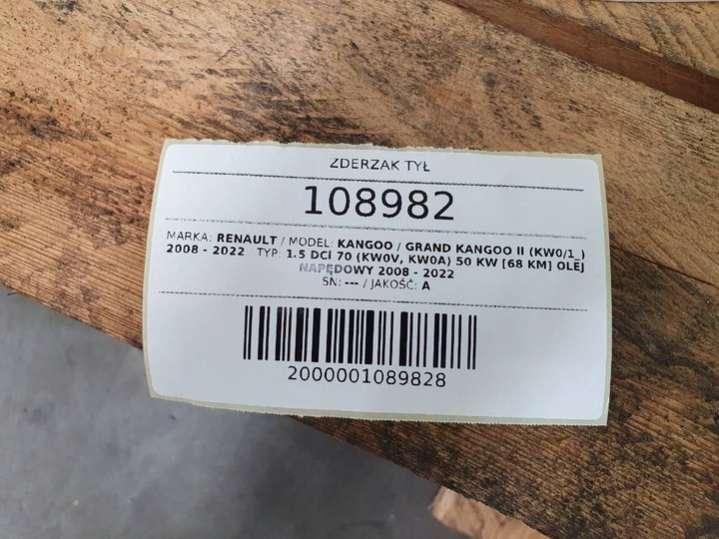 ZDERZAK TYŁ
108982
MARKA: RENAULT / MODEL: KANGOO / GRAND KANGOO II (KW0/1_)
2008 - 2022 TYP: 1.5 DCI 70 (KW0V, KW0A) 50 KW [68 KM] OLEJ
NAPĘDOWY 2008 - 2022
SN: --- / JAKOŚĆ: A
2000001089828